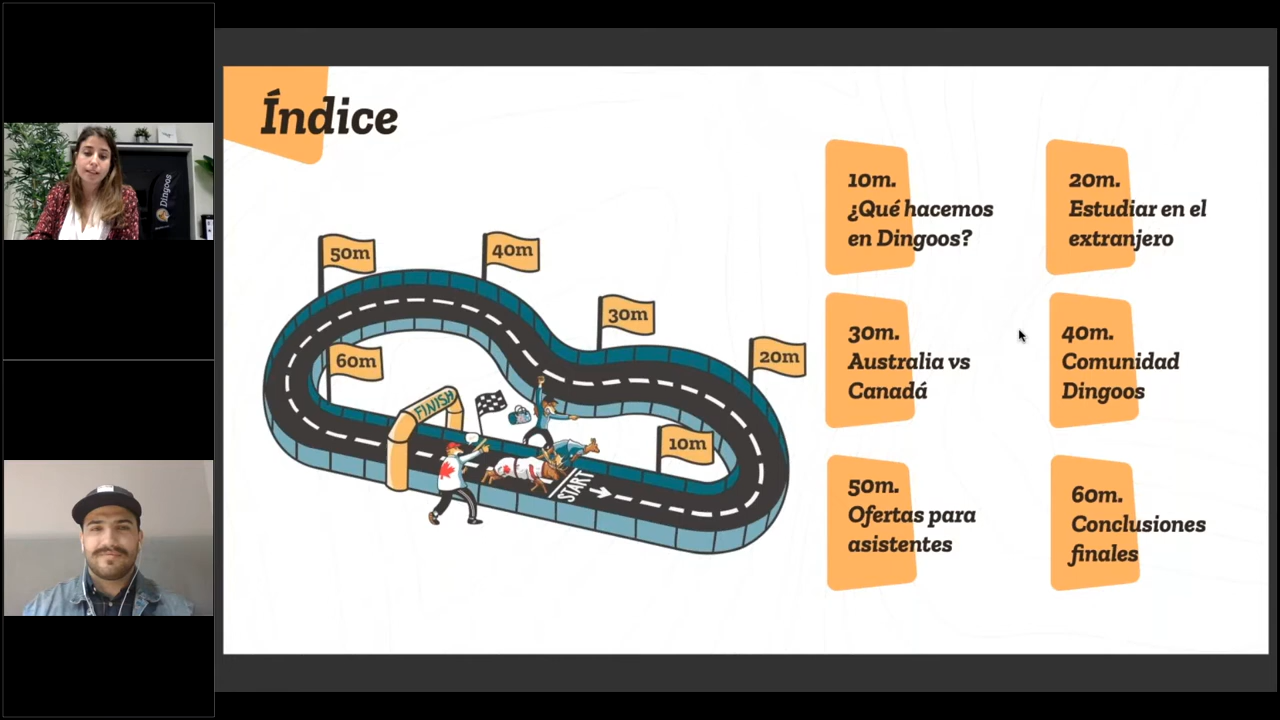 Índice
50m
40m
30m
20m
60m
10m
FINISH
START
10m.
¿Qué hacemos
en Dingoos?
20m.
Estudiar en el
extranjero
30m.
Australia vs
Canadá
40m.
Comunidad
Dingoos
50m.
Ofertas para
asistentes
60m.
Conclusiones
finales
Dingoos